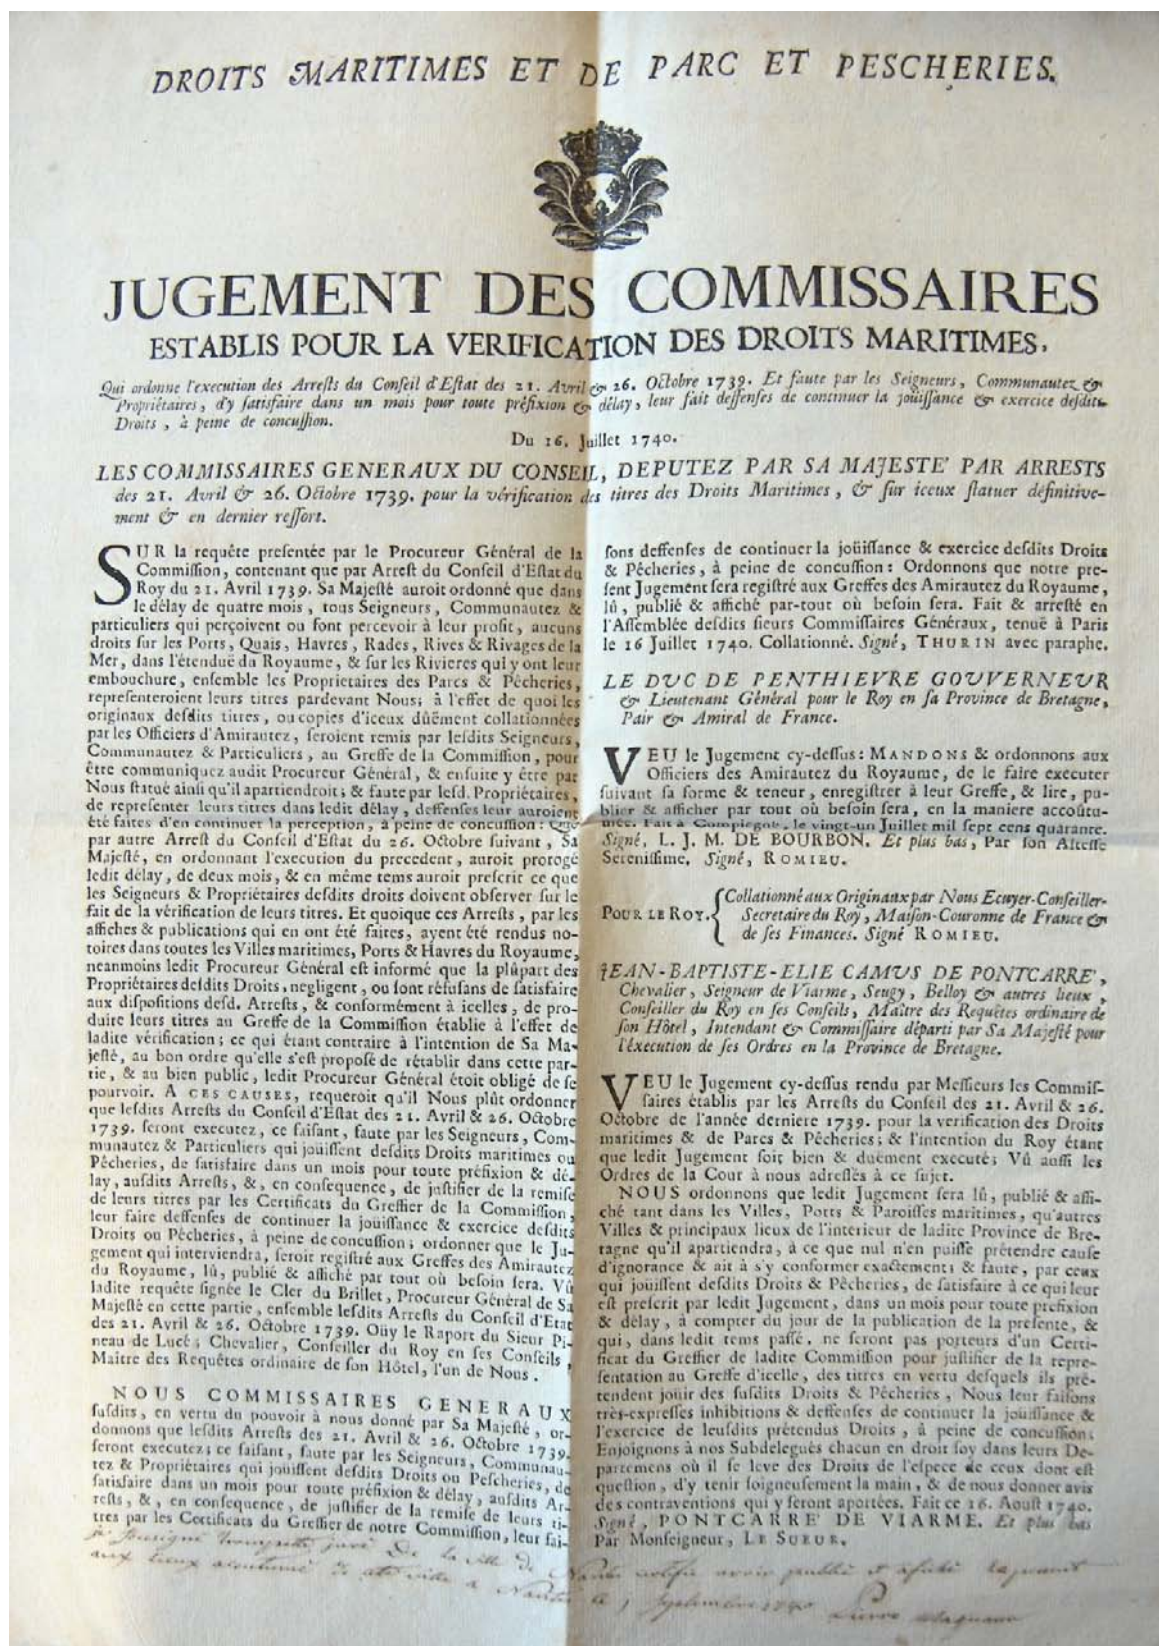 DROITS MARITIMES ET DE PARC ET PESCHERIES.
JUGEMENT DES COMMISSAIRES
ESTABLIS POUR LA VERIFICATION DES DROITS MARITIMES,
Qui ordonne l'execution des Arrests du Conseil d'Estat des 21. Avril & 26. Octobre 1739. Et faute par les Seigneurs, Communautez &
Propriétaires, d'y satisfaire dans un mois pour toute préfixion & délay, leur fait deffenses de continuer la joüissance & exercice desdits
Droits, à peine de concussion.
Du 16. Juillet 1740.
LES COMMISSAIRES GENERAUX DU CONSEIL, DEPUTEZ PAR SA MAJESTE' PAR ARRESTS
des 21. Avril & 26. Octobre 1739. pour la vérification des titres des Droits Maritimes, & sur iceux statuer définitive-
ment & en dernier ressort.
SUR la requête presentée par le Procureur Général de la
Commission, contenant que par Arrest du Conseil d'Estat du
Roy du 21. Avril 1739. Sa Majesté auroit ordonné que dans
le délay de quatre mois, tous Seigneurs, Communautez &
particuliers qui perçoivent ou font percevoir à leur profit, aucuns
droits sur les Ports, Quais, Havres, Rades, Rives & Rivages de la
Mer, dans l'étenduë du Royaume, & sur les Rivieres qui y ont leur
embouchure, ensemble les Proprietaires des Parcs & Pêcheries,
representeroient leurs titres pardevant Nous; à l'effet de quoi les
originaux desdits titres, ou copies d'iceux dûëment collationnées
par les Officiers d'Amirautez, seroient remis par lesdits Seigneurs,
Communautez & Particuliers, au Greffe de la Commission, pour
être communiquez audit Procureur Général, & ensuite y être par
Nous statué ainsi qu'il apartiendroit; & faute par lesd. Propriétaires,
de representer leurs titres dans ledit délay, deffenses leur auroient
été faites d'en continuer la perception, à peine de concussion: Que
par autre Arrest du Conseil d'Estat du 26. Octobre suivant, Sa
Majesté, en ordonnant l'execution du precedent, auroit prorogé
ledit délay, de deux mois, & en même tems auroit prescrit ce que
les Seigneurs & Propriétaires desdits droits doivent observer sur le
fait de la vérification de leurs titres. Et quoique ces Arrests, par les
affiches & publications qui en ont été faites, ayent été rendus no-
toires dans toutes les Villes maritimes, Ports & Havres du Royaume,
neanmoins ledit Procureur Général est informé que la plûpart des
Propriétaires desdits Droits, negligent, ou sont réfusans de satisfaire
aux dispositions desd. Arrests, & conformément à icelles, de pro-
duire leurs titres au Greffe de la Commission établie à l'effet de
ladite vérification; ce qui étant contraire à l'intention de Sa Ma-
jesté, au bon ordre qu'elle s'est proposé de rétablir dans cette par-
tie, & au bien public, ledit Procureur Général étoit obligé de se
pourvoir. A CES CAUSES, requeroit qu'il Nous plût ordonner
que lesdits Arrests du Conseil d'Estat des 21. Avril & 26. Octobre
1739. seront executez, ce faisant, faute par les Seigneurs, Com-
munautez & Particuliers qui joüissent desdits Droits maritimes ou
Pêcheries, de satisfaire dans un mois pour toute préfixion & dé-
lay, ausdits Arrests, &, en consequence, de justifier de la remise
de leurs titres par les Certificats du Greffier de la Commission,
leur faire deffenses de continuer la joüissance & exercice desdits
Droits ou Pêcheries, à peine de concussion; ordonner que le Ju-
gement qui interviendra, seroit registré aux Greffes des Amirautez
du Royaume, lû, publié & affiché par tout où besoin sera. Vû
ladite requête signée le Cler du Brillet, Procureur Général de Sa
Majesté en cette partie, ensemble lesdits Arrests du Conseil d'Etat
des 21. Avril & 26. Octobre 1739. Oüy le Raport du Sieur Pi-
neau de Lucé; Chevalier, Conseiller du Roy en ses Conseils,
Maître des Requêtes ordinaire de son Hôtel, l'un de Nous.
NOUS COMMISSAIRES GENERAUX
susdits, en vertu du pouvoir à nous donné par Sa Majesté, or-
donnons que lesdits Arrests des 21. Avril & 26. Octobre 1739.
seront executez; ce faisant, faute par les Seigneurs, Communau-
tez & Propriétaires qui joüissent desdits Droits ou Pescheries, de
satisfaire dans un mois pour toute préfixion & délay, ausdits Ar-
rests, &, en consequence, de justifier de la remise de leurs ti-
tres par les Certificats du Greffier de notre Commission, leur fai-
sons deffenses de continuer la joüissance & exercice desdits Droits
& Pêcheries, à peine de concussion: Ordonnons que notre pre-
sent Jugement sera registré aux Greffes des Amirautez du Royaume,
lû, publié & affiché par-tout où besoin sera. Fait & arresté en
l'Assemblée desdits sieurs Commissaires Généraux, tenuë à Paris
le 16 Juillet 1740. Collationné. Signé, THURIN avec paraphe.
LE DUC DE PENTHIEVRE GOUVERNEUR
& Lieutenant Général pour le Roy en sa Province de Bretagne,
Pair & Amiral de France.
VEU le Jugement cy-dessus: MANDONS & ordonnons aux
Officiers des Amirautez du Royaume, de le faire executer
suivant sa forme & teneur, enregistrer à leur Greffe, & lire, pu-
blier & afficher par tout où besoin sera, en la maniere accoûtu-
mée. Fait à Compiegne, le vingt-un Juillet mil sept cens quarante.
Signé, L. J. M. DE BOURBON. Et plus bas, Par son Altesse
Serenissime, Signé, ROMIEU.
POUR LE ROY. Collationné aux Originaux par Nous Ecuyer-Conseiller-
Secretaire du Roy, Maison-Couronne de France &
de ses Finances. Signé ROMIEU.
JEAN-BAPTISTE-ELIE CAMUS DE PONTCARRE',
Chevalier, Seigneur de Viarme, Seugy, Belloy & autres lieux,
Conseiller du Roy en ses Conseils, Maître des Requêtes ordinaire de
son Hôtel, Intendant & Commissaire départi par Sa Majesté pour
l'éxecution de ses Ordres en la Province de Bretagne.
VEU le Jugement cy-dessus rendu par Messieurs les Commis-
saires établis par les Arrests du Conseil des 21. Avril & 26.
Octobre de l'année derniere 1739. pour la verification des Droits
maritimes & de Parcs & Pêcheries; & l'intention du Roy étant
que ledit Jugement soit bien & duëment executé; Vû aussi les
Ordres de la Cour à nous adressés à ce sujet.
NOUS ordonnons que ledit Jugement sera lû, publié & affi-
ché tant dans les Villes, Ports & Paroisses maritimes, qu'autres
Villes & principaux lieux de l'interieur de ladite Province de Bre-
tagne qu'il apartiendra, à ce que nul n'en puisse prétendre cause
d'ignorance & ait à s'y conformer exactement; & faute, par ceux
qui joüissent desdits Droits & Pêcheries, de satisfaire à ce qui leur
est prescrit par ledit Jugement, dans un mois pour toute prefixion
& délay, à compter du jour de la publication de la presente, &
qui, dans ledit tems passé, ne seront pas porteurs d'un Certi-
ficat du Greffier de ladite Commission pour justifier de la repre-
sentation au Greffe d'icelle, des titres en vertu desquels ils pré-
tendent joüir des susdits Droits & Pêcheries, Nous leur faisons
très-expresses inhibitions & deffenses de continuer la joüissance &
l'exercice de leusdits prétendus Droits, à peine de concussion;
Enjoignons à nos Subdelegués chacun en droit soy dans leurs De-
partemens où il se leve des Droits de l'espece de ceux dont est
question, d'y tenir soigneusement la main, & de nous donner avis
des contraventions qui y seront aportées. Fait ce 16. Aoust 1740.
Signé, PONTCARRE' DE VIARME. Et plus bas
Par Monseigneur, LE SUEUR.
je soussigné trompette juré De la ville de Nantes certifie avoir publié et afiché
aux lieux acoutumé de ville a Nantes le septembre 1740 Pierre